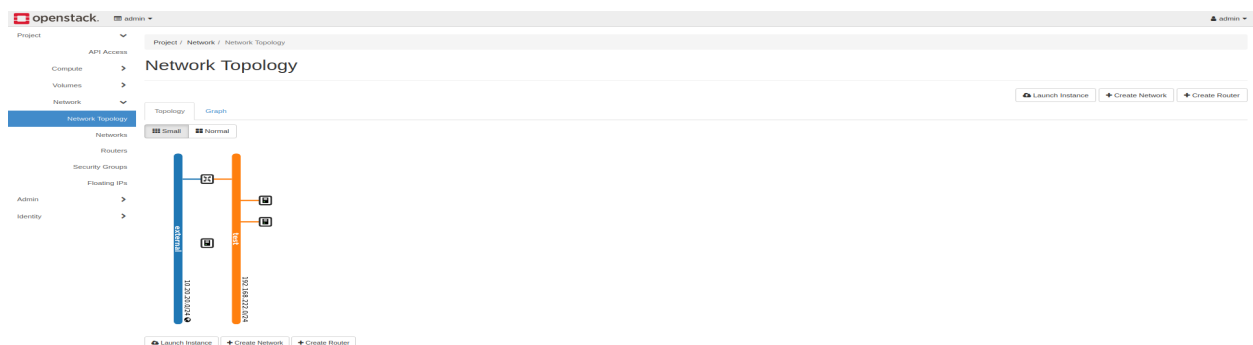 openstack. admin admin
Project
API Access
Compute
Volumes
Network
Network Topology
Networks
Routers
Security Groups
Floating IPs
Admin
Identity
Project / Network / Network Topology
Network Topology
Launch Instance + Create Network + Create Router
Topology Graph
Small Normal
external
10.20.20.0/24
test
192.168.222.0/24
Launch Instance + Create Network + Create Router